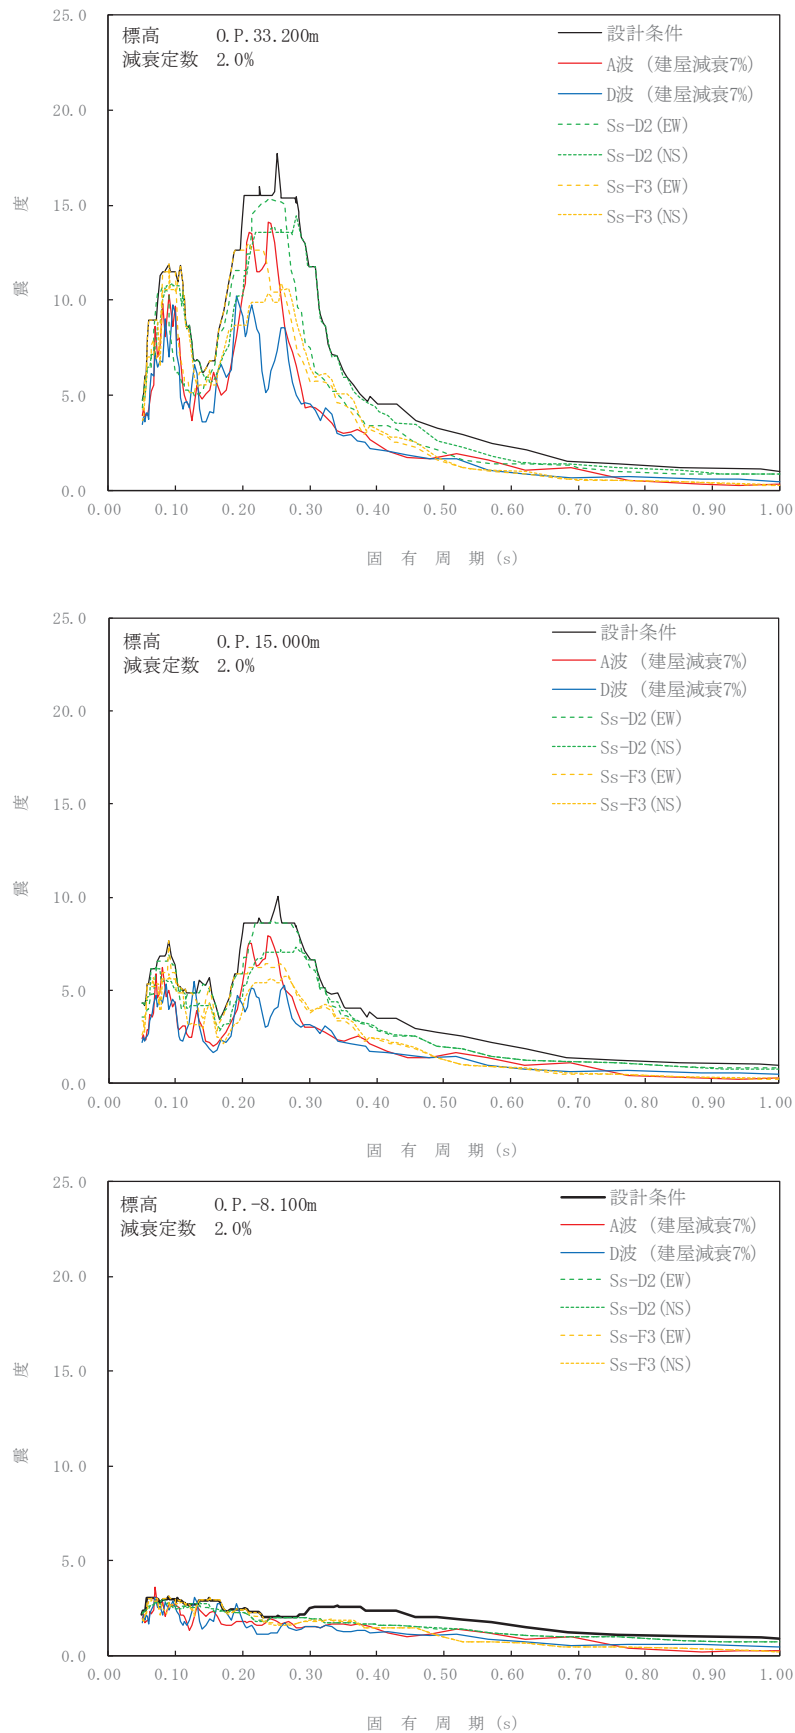 25.0
標高 O.P.33.200m
減衰定数 2.0%
設計条件
A波 (建屋減衰7%)
D波 (建屋減衰7%)
Ss-D2(EW)
Ss-D2(NS)
Ss-F3(EW)
Ss-F3(NS)
20.0
15.0
10.0
5.0
0.0
震 度
0.00 0.10 0.20 0.30 0.40 0.50 0.60 0.70 0.80 0.90 1.00
固 有 周 期(s)
25.0
標高 O.P.15.000m
減衰定数 2.0%
設計条件
A波 (建屋減衰7%)
D波 (建屋減衰7%)
Ss-D2(EW)
Ss-D2(NS)
Ss-F3(EW)
Ss-F3(NS)
20.0
15.0
10.0
5.0
0.0
震 度
0.00 0.10 0.20 0.30 0.40 0.50 0.60 0.70 0.80 0.90 1.00
固 有 周 期(s)
25.0
標高 O.P.-8.100m
減衰定数 2.0%
設計条件
A波 (建屋減衰7%)
D波 (建屋減衰7%)
Ss-D2(EW)
Ss-D2(NS)
Ss-F3(EW)
Ss-F3(NS)
20.0
15.0
10.0
5.0
0.0
震 度
0.00 0.10 0.20 0.30 0.40 0.50 0.60 0.70 0.80 0.90 1.00
固 有 周 期(s)